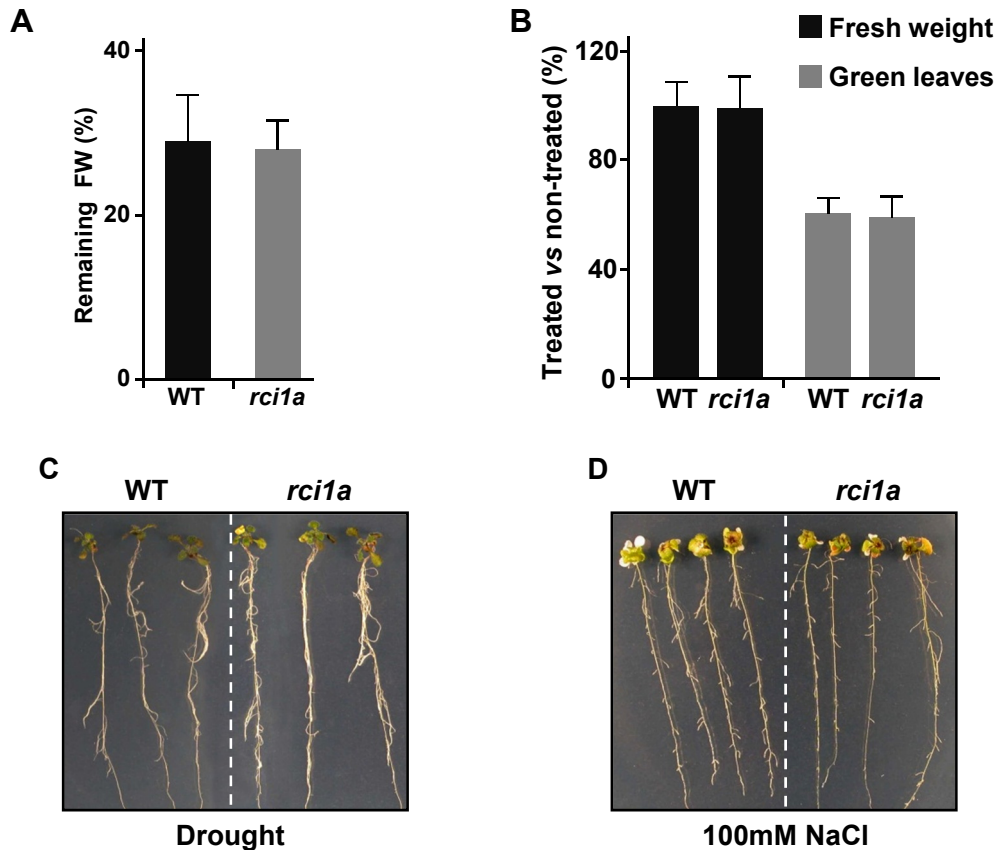 A
Remaining FW (%)
40
20
0
WT rci1a
B
Fresh weight
Green leaves
Treated vs non-treated (%)
120
80
40
0
WT rci1a WT rci1a
C
WT rci1a
Drought
D
WT rci1a
100mM NaCl